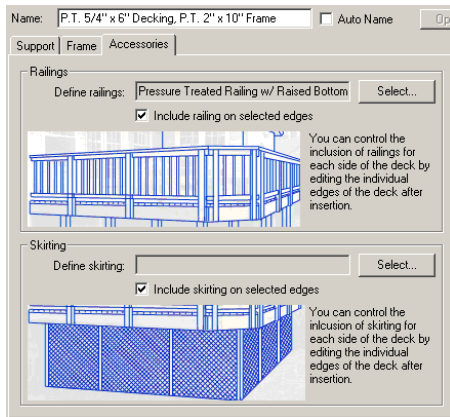 Name: P.T. 5/4" x 6" Decking, P.T. 2" x 10" Frame Auto Name Op
Support Frame Accessories
Railings
Define railings: Pressure Treated Railing w/ Raised Bottom Select...
Include railing on selected edges
You can control the
inclusion of railings for
each side of the deck by
editing the individual
edges of the deck after
insertion.
Skirting
Define skirting: Select...
Include skirting on selected edges
You can control the
inlcusion of skirting for
each side of the deck by
editing the individual
edges of the deck after
insertion.